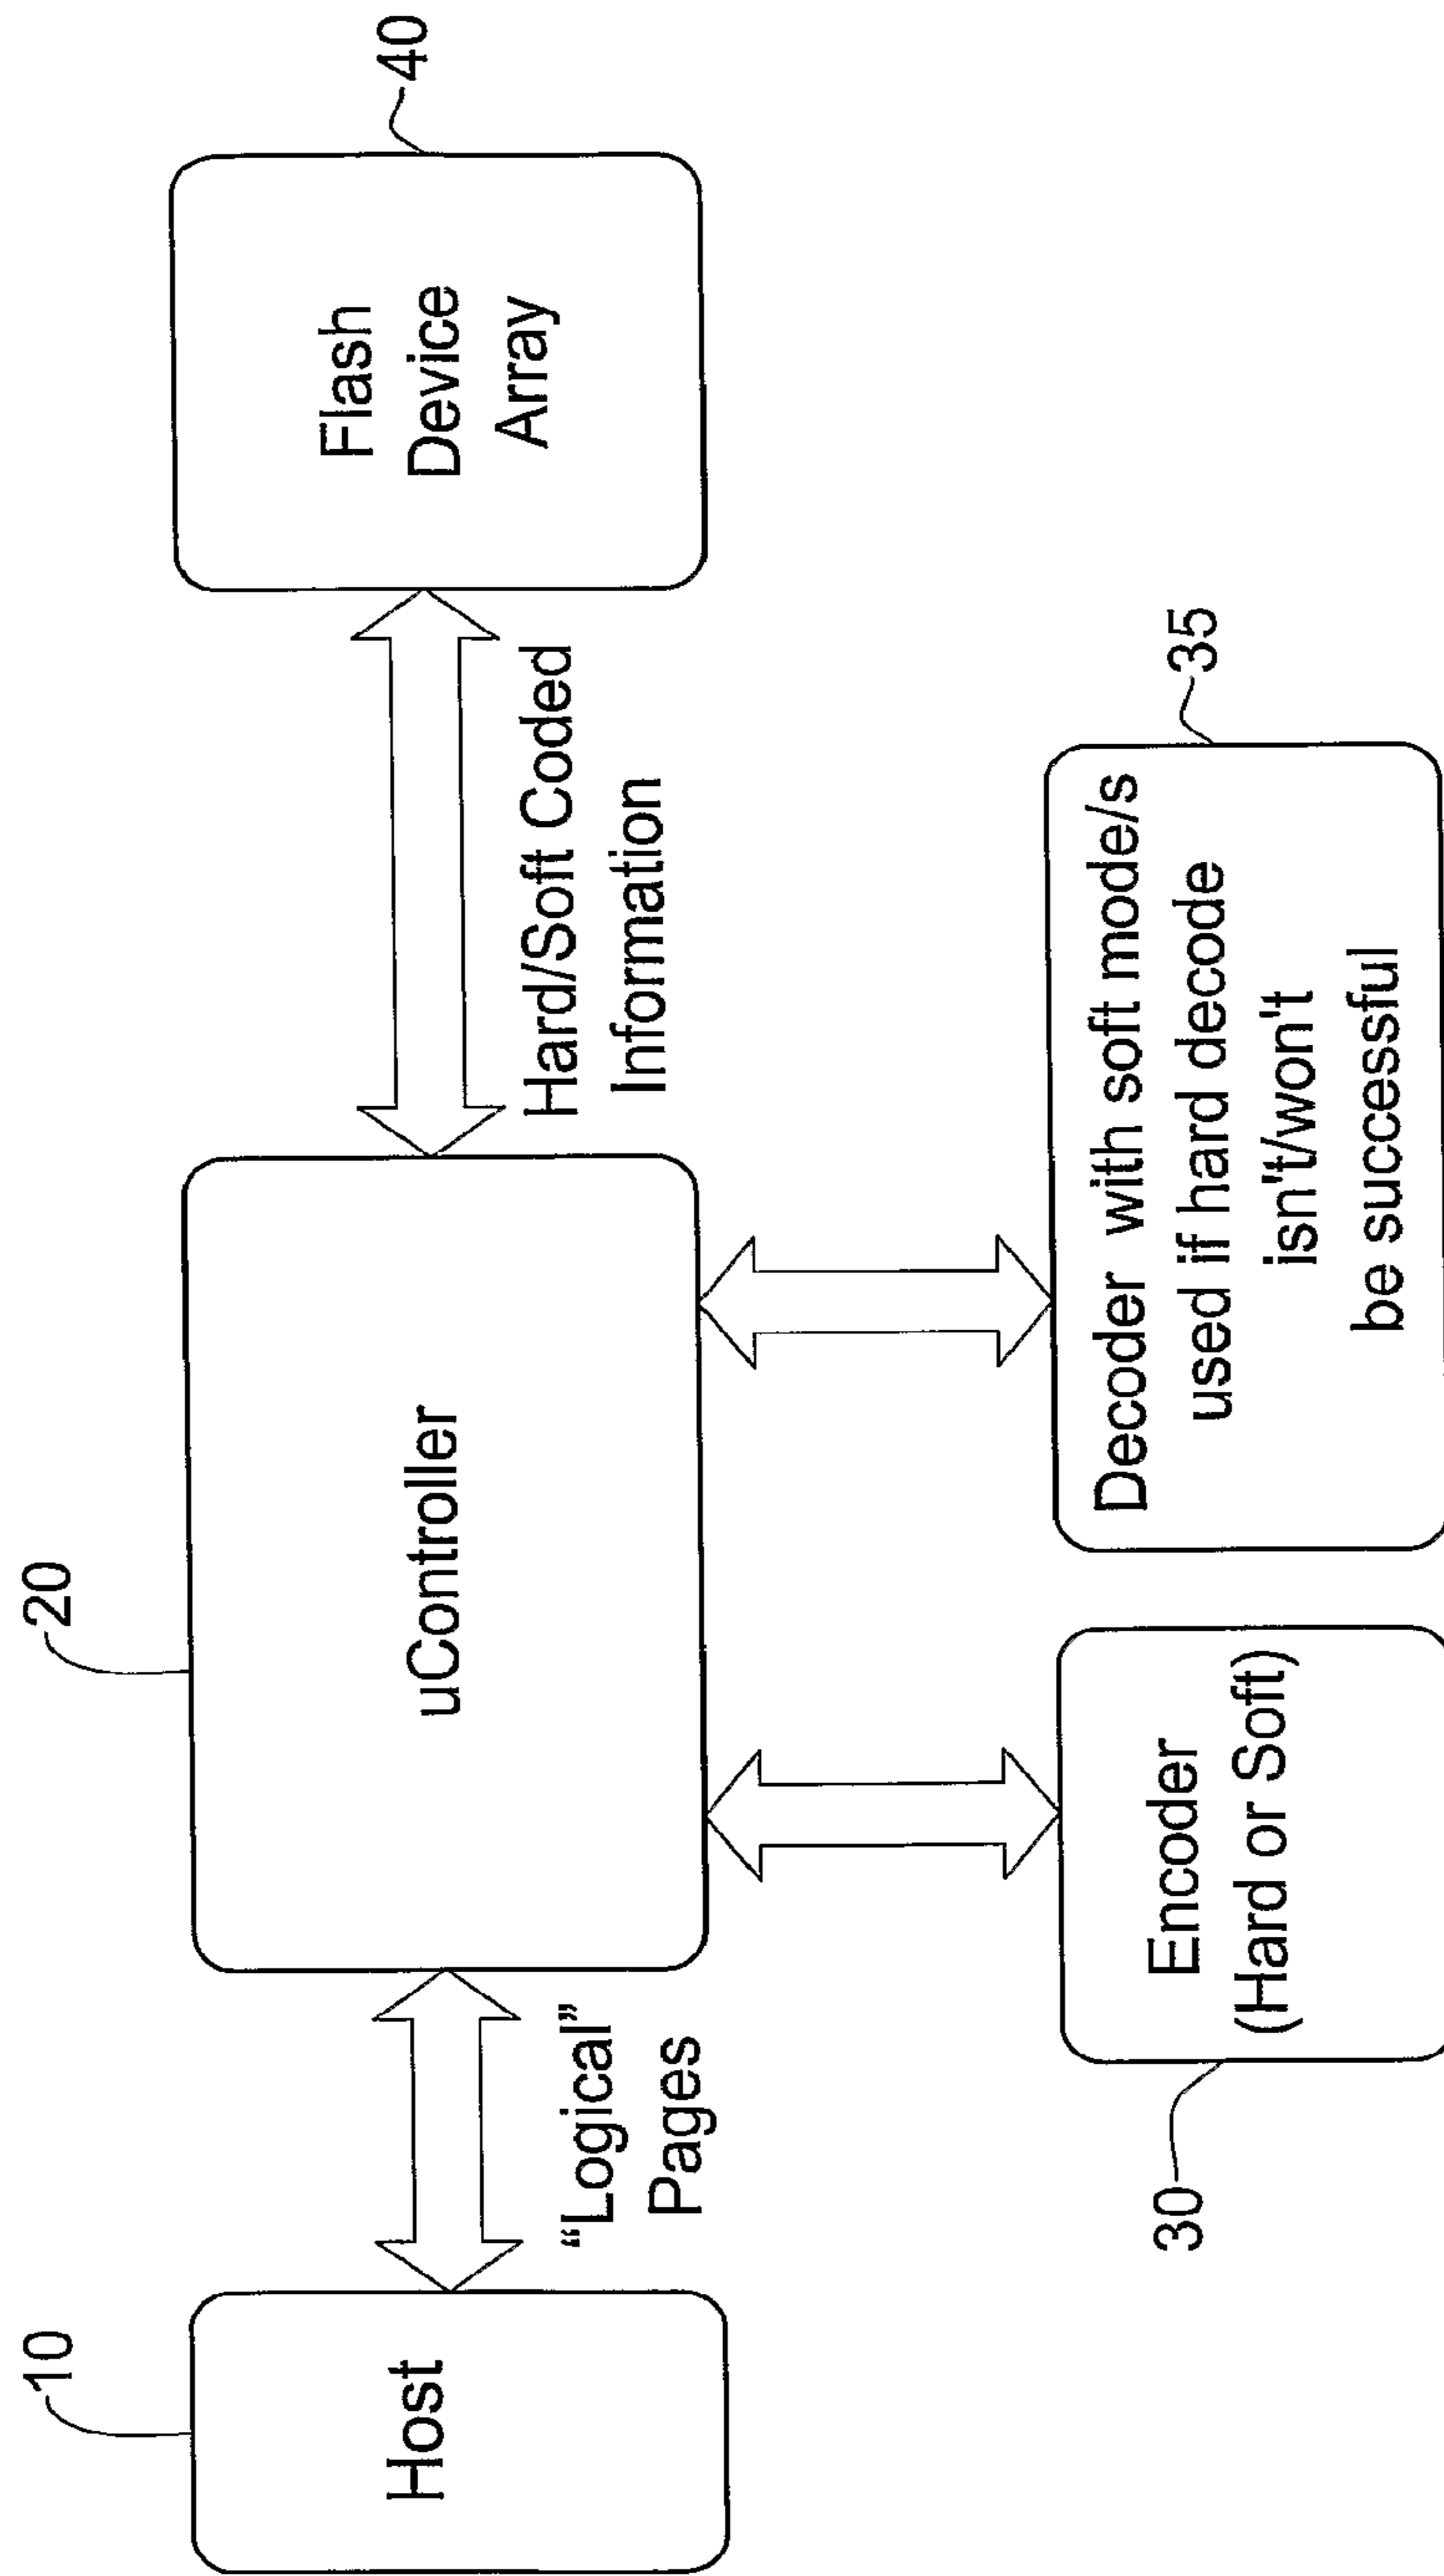 10
Host
“Logical”
Pages
20
uController
Hard/Soft Coded
Information
40
Flash
Device
Array
30
Encoder
(Hard or Soft)
35
Decoder with soft mode/s
used if hard decode
isn't/won't
be successful